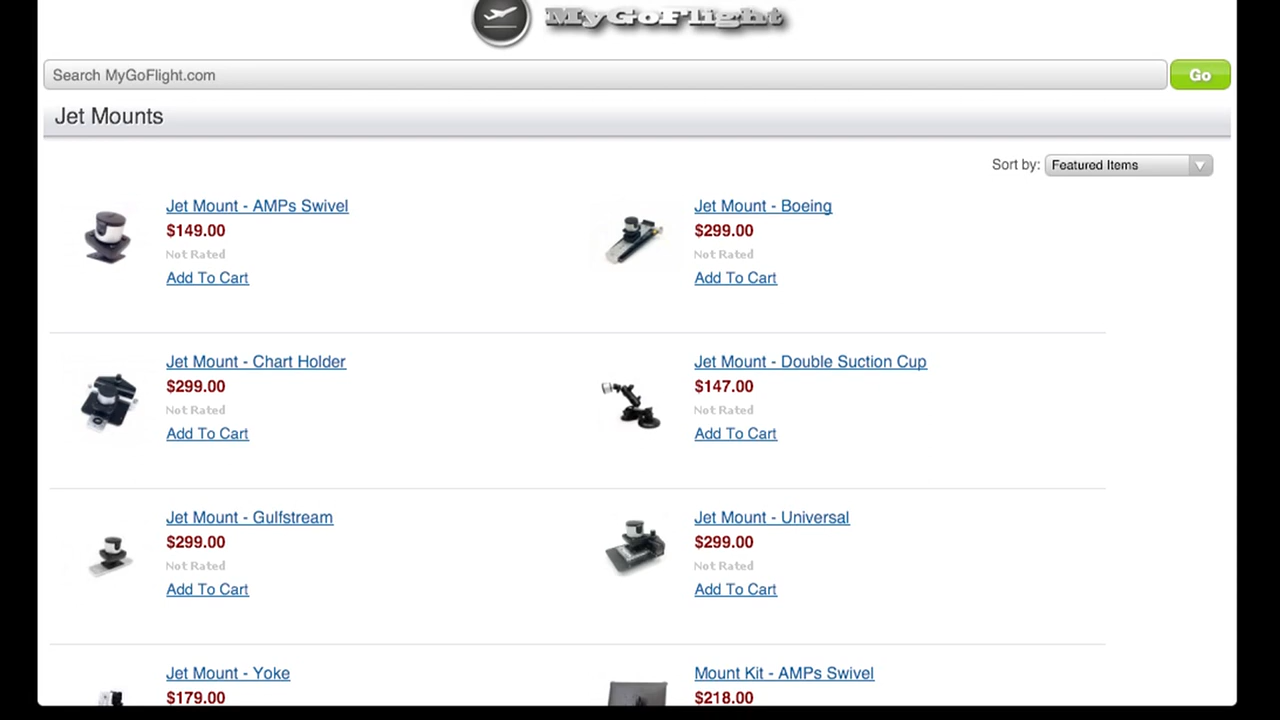 MyGoFlight
Search MyGoFlight.com
Go
Jet Mounts
Sort by: Featured Items
Jet Mount - AMPs Swivel
$149.00
Not Rated
Add To Cart
Jet Mount - Boeing
$299.00
Not Rated
Add To Cart
Jet Mount - Chart Holder
$299.00
Not Rated
Add To Cart
Jet Mount - Double Suction Cup
$147.00
Not Rated
Add To Cart
Jet Mount - Gulfstream
$299.00
Not Rated
Add To Cart
Jet Mount - Universal
$299.00
Not Rated
Add To Cart
Jet Mount - Yoke
$179.00
Mount Kit - AMPs Swivel
$218.00